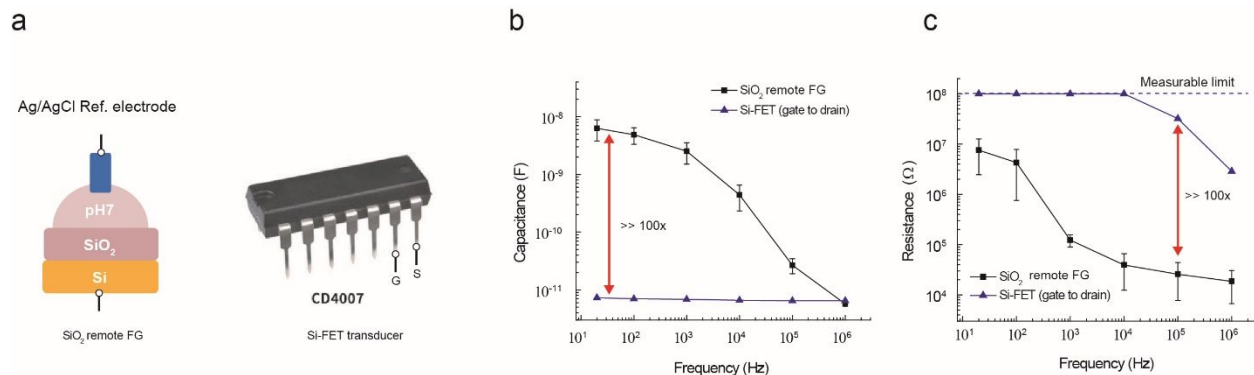 a
Ag/AgCl Ref. electrode
pH7
SiO₂
Si
SiO₂ remote FG
G
S
CD4007
Si-FET transducer
b
SiO₂ remote FG
Si-FET (gate to drain)
10⁻⁸
10⁻⁹
10⁻¹⁰
10⁻¹¹
Capacitance (F)
>> 100x
10¹ 10² 10³ 10⁴ 10⁵ 10⁶
Frequency (Hz)
c
Measurable limit
10⁸
10⁷
10⁶
10⁵
10⁴
Resistance (Ω)
>> 100x
SiO₂ remote FG
Si-FET (gate to drain)
10¹ 10² 10³ 10⁴ 10⁵ 10⁶
Frequency (Hz)